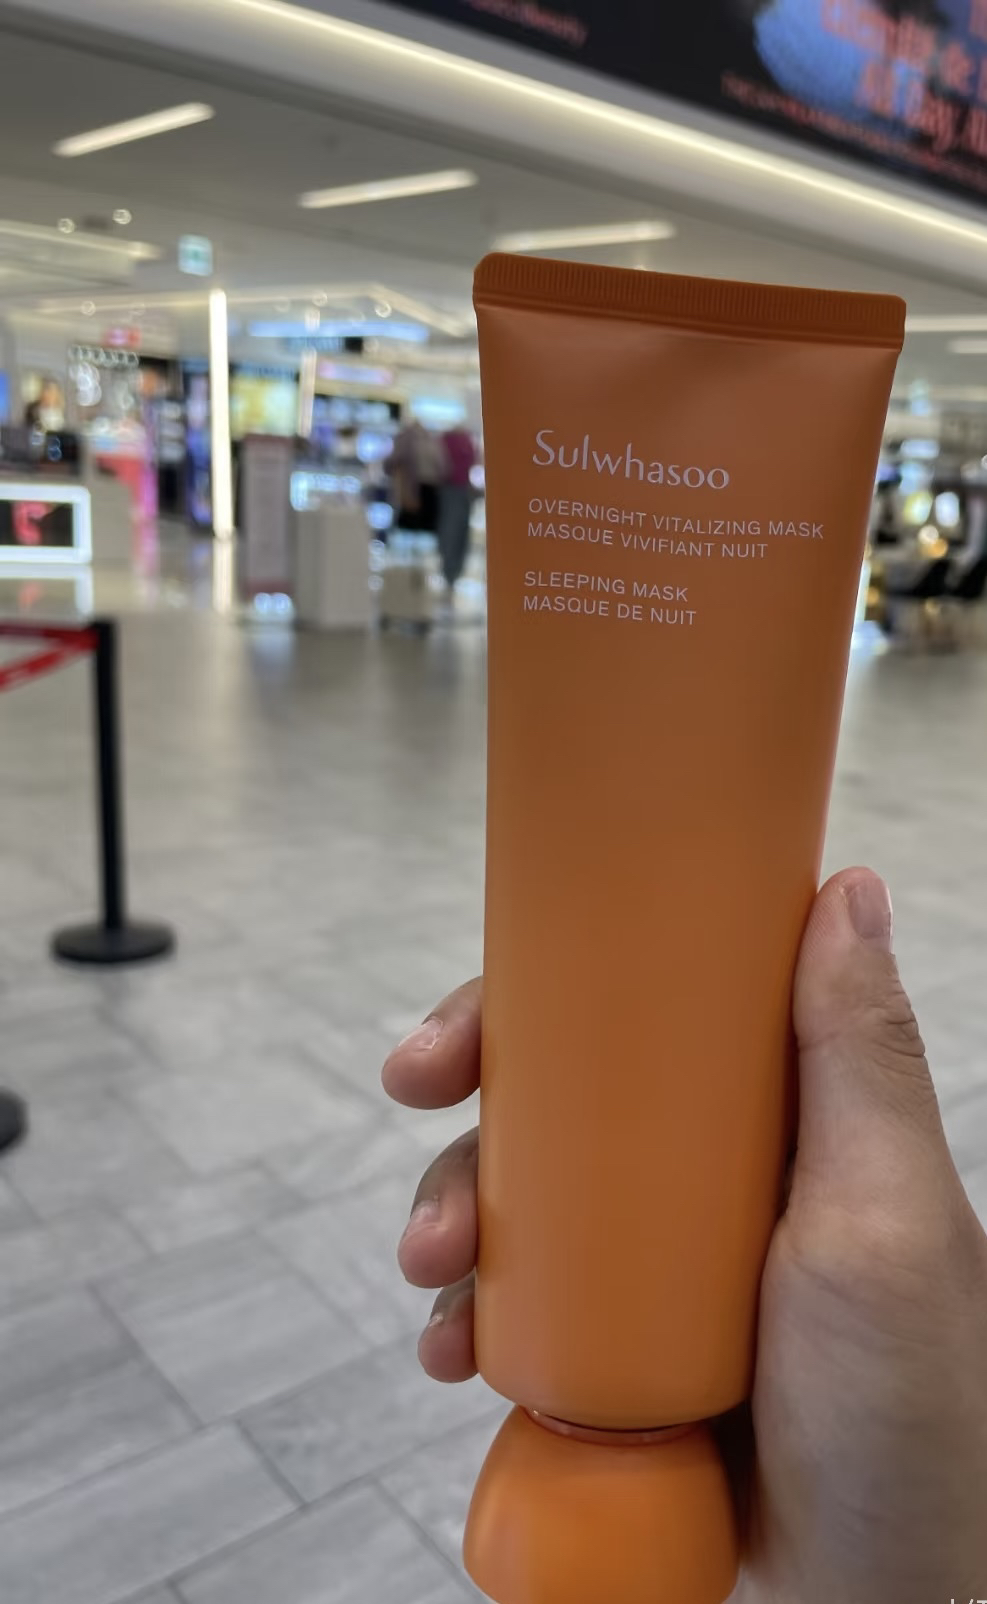 Sulwhasoo
OVERNIGHT VITALIZING MASK
MASQUE VIVIFIANT NUIT
SLEEPING MASK
MASQUE DE NUIT